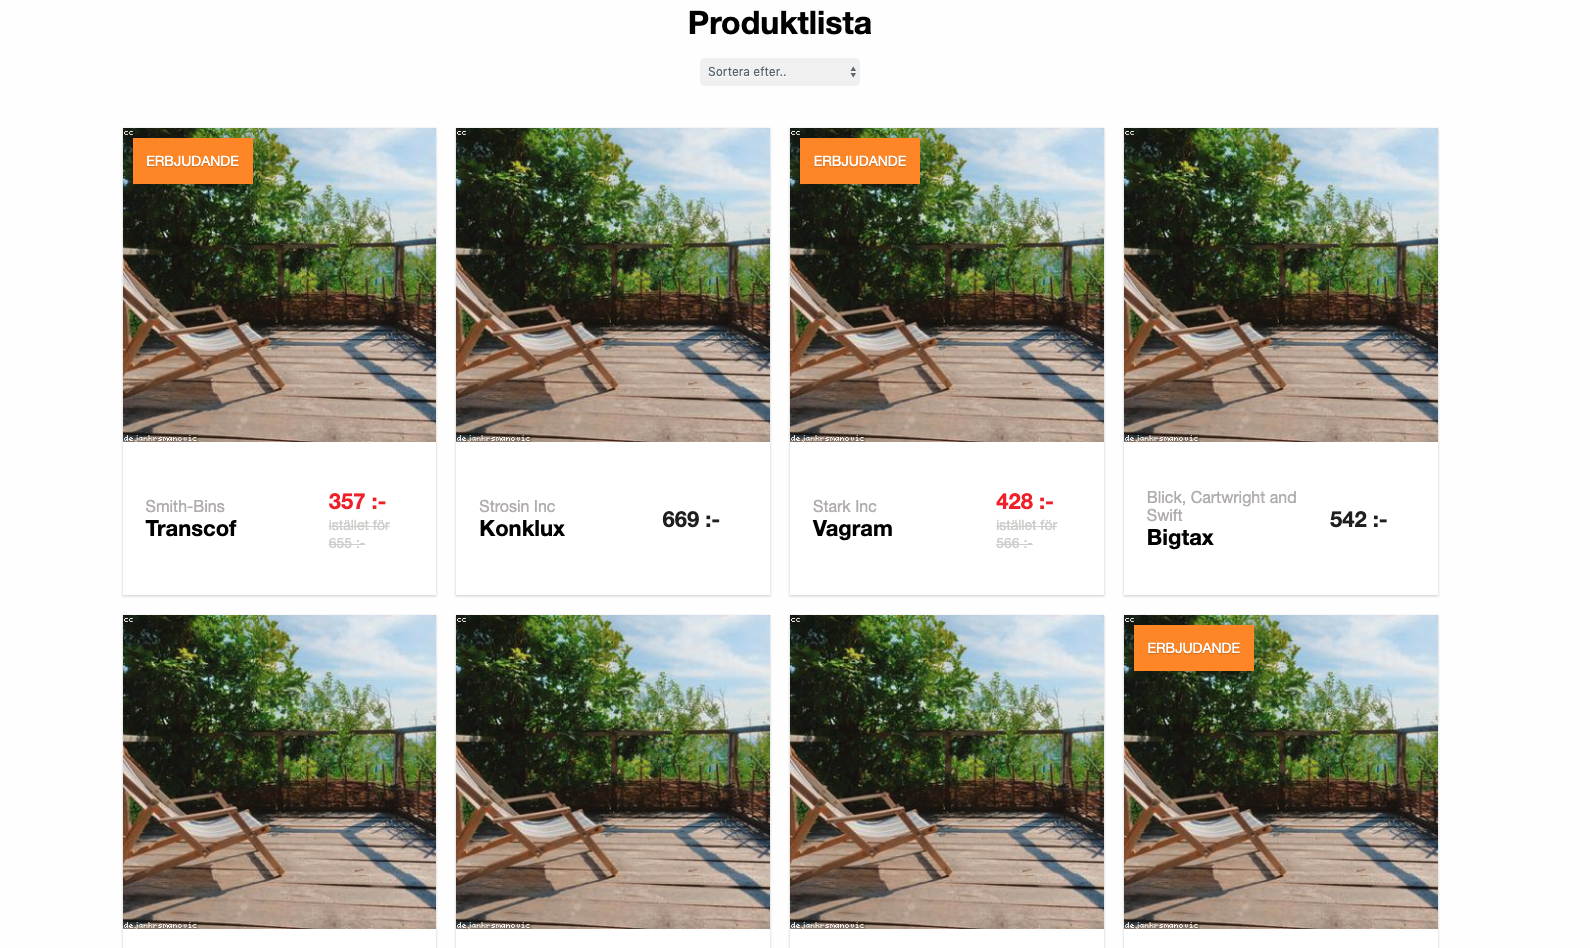 Produktlista
Sortera efter..
cc
cc
cc
cc
ERBJUDANDE
ERBJUDANDE
dejankrsmanovic
dejankrsmanovic
dejankrsmanovic
dejankrsmanovic
Smith-Bins
Transcof
357 :-
istället för
655 :-
Strosin Inc
Konklux
669 :-
Stark Inc
Vagram
428 :-
istället för
566 :-
Blick, Cartwright and
Swift
Bigtax
542 :-
cc
cc
cc
cc
ERBJUDANDE
dejankrsmanovic
dejankrsmanovic
dejankrsmanovic
dejankrsmanovic